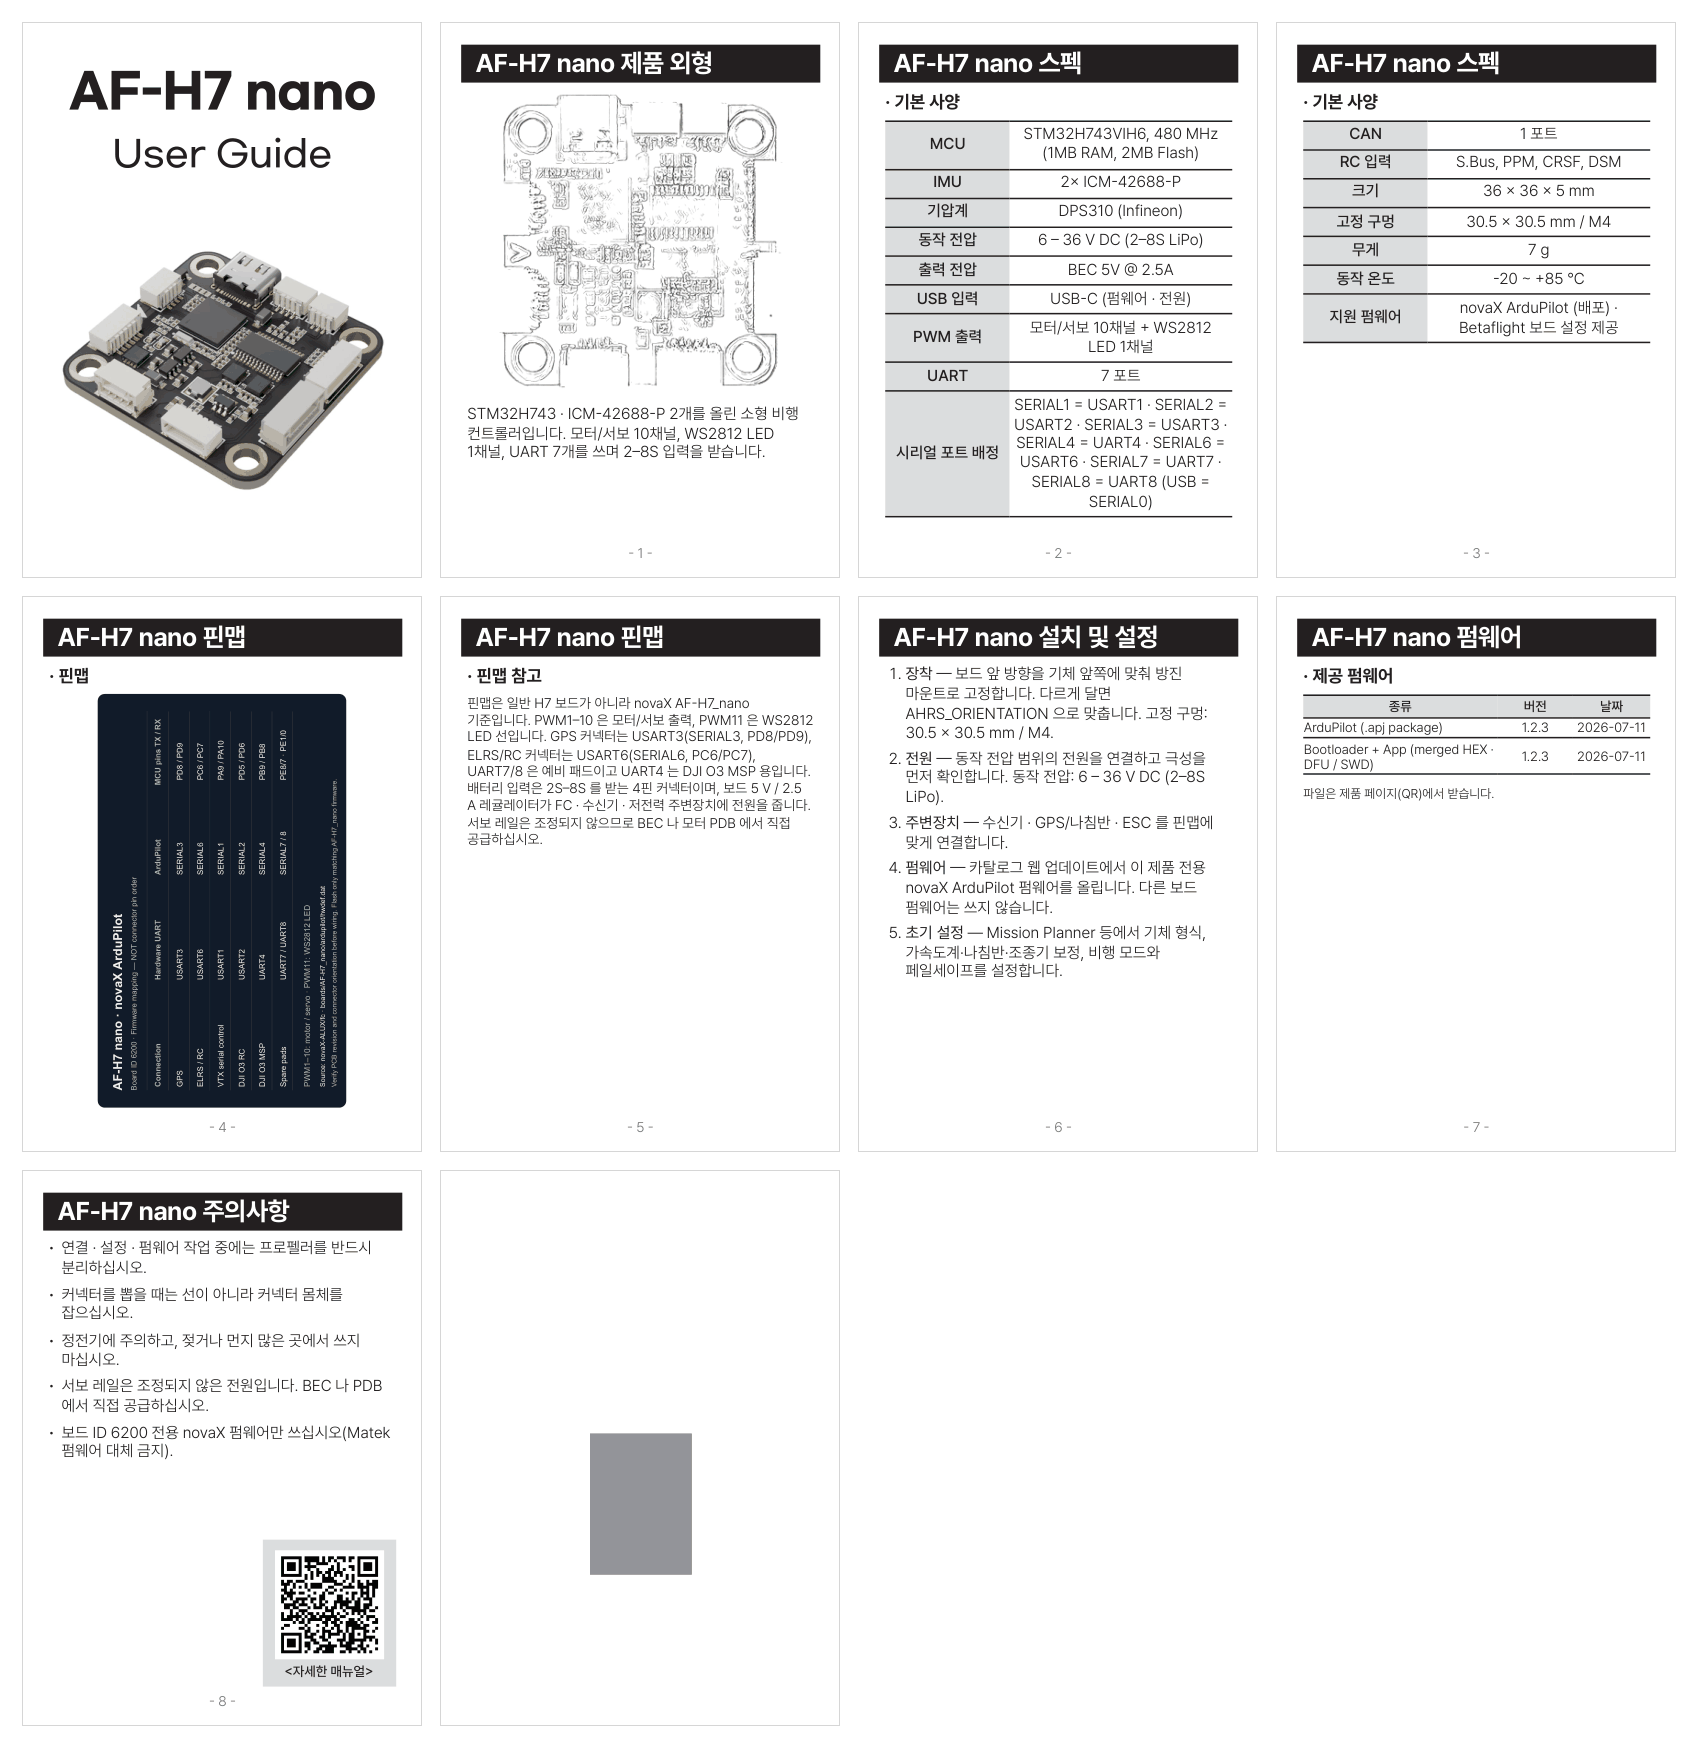 AF-H7 nano
User Guide
AF-H7 nano 제품 외형
STM32H743 · ICM-42688-P 2개를 올린 소형 비행
컨트롤러입니다. 모터/서보 10채널, WS2812 LED
1채널, UART 7개를 쓰며 2–8S 입력을 받습니다.
- 1 -
AF-H7 nano 스펙
· 기본 사양
MCU
STM32H743VIH6, 480 MHz
(1MB RAM, 2MB Flash)
IMU
2× ICM-42688-P
기압계
DPS310 (Infineon)
동작 전압
6 – 36 V DC (2–8S LiPo)
출력 전압
BEC 5V @ 2.5A
USB 입력
USB-C (펌웨어 · 전원)
PWM 출력
모터/서보 10채널 + WS2812
LED 1채널
UART
7 포트
시리얼 포트 배정
SERIAL1 = USART1 · SERIAL2 =
USART2 · SERIAL3 = USART3 ·
SERIAL4 = UART4 · SERIAL6 =
USART6 · SERIAL7 = UART7 ·
SERIAL8 = UART8 (USB =
SERIAL0)
- 2 -
AF-H7 nano 스펙
· 기본 사양
CAN
1 포트
RC 입력
S.Bus, PPM, CRSF, DSM
크기
36 × 36 × 5 mm
고정 구멍
30.5 × 30.5 mm / M4
무게
7 g
동작 온도
-20 ~ +85 °C
지원 펌웨어
novaX ArduPilot (배포) ·
Betaflight 보드 설정 제공
- 3 -
AF-H7 nano 핀맵
· 핀맵
AF-H7 nano · novaX ArduPilot
Board ID 6200 · Firmware mapping — NOT connector pin order
Connection Hardware UART ArduPilot MCU pins TX / RX
GPS USART3 SERIAL3 PD8 / PD9
ELRS / RC USART6 SERIAL6 PC6 / PC7
VTX serial control USART1 SERIAL1 PA9 / PA10
DJI O3 RC USART2 SERIAL2 PD5 / PD6
DJI O3 MSP UART4 SERIAL4 PB9 / PB8
Spare pads UART7 / UART8 SERIAL7 / 8 PE8/7 · PE1/0
PWM1–10: motor / servo · PWM11: WS2812 LED
Source: novaX-ALUX/fc · boards/AF-H7_nano/ardupilot/hwdef.dat
Verify PCB revision and connector orientation before wiring. Flash only matching AF-H7_nano firmware.
- 4 -
AF-H7 nano 핀맵
· 핀맵 참고
핀맵은 일반 H7 보드가 아니라 novaX AF-H7_nano
기준입니다. PWM1–10 은 모터/서보 출력, PWM11 은 WS2812
LED 선입니다. GPS 커넥터는 USART3(SERIAL3, PD8/PD9),
ELRS/RC 커넥터는 USART6(SERIAL6, PC6/PC7),
UART7/8 은 예비 패드이고 UART4 는 DJI O3 MSP 용입니다.
배터리 입력은 2S–8S 를 받는 4핀 커넥터이며, 보드 5 V / 2.5
A 레귤레이터가 FC · 수신기 · 저전력 주변장치에 전원을 줍니다.
서보 레일은 조정되지 않으므로 BEC 나 모터 PDB 에서 직접
공급하십시오.
- 5 -
AF-H7 nano 설치 및 설정
1. 장착 — 보드 앞 방향을 기체 앞쪽에 맞춰 방진
마운트로 고정합니다. 다르게 달면
AHRS_ORIENTATION 으로 맞춥니다. 고정 구멍:
30.5 × 30.5 mm / M4.
2. 전원 — 동작 전압 범위의 전원을 연결하고 극성을
먼저 확인합니다. 동작 전압: 6 – 36 V DC (2–8S
LiPo).
3. 주변장치 — 수신기 · GPS/나침반 · ESC 를 핀맵에
맞게 연결합니다.
4. 펌웨어 — 카탈로그 웹 업데이트에서 이 제품 전용
novaX ArduPilot 펌웨어를 올립니다. 다른 보드
펌웨어는 쓰지 않습니다.
5. 초기 설정 — Mission Planner 등에서 기체 형식,
가속도계·나침반·조종기 보정, 비행 모드와
페일세이프를 설정합니다.
- 6 -
AF-H7 nano 펌웨어
· 제공 펌웨어
종류 버전 날짜
ArduPilot (.apj package) 1.2.3 2026-07-11
Bootloader + App (merged HEX ·
DFU / SWD) 1.2.3 2026-07-11
파일은 제품 페이지(QR)에서 받습니다.
- 7 -
AF-H7 nano 주의사항
· 연결 · 설정 · 펌웨어 작업 중에는 프로펠러를 반드시
분리하십시오.
· 커넥터를 뽑을 때는 선이 아니라 커넥터 몸체를
잡으십시오.
· 정전기에 주의하고, 젖거나 먼지 많은 곳에서 쓰지
마십시오.
· 서보 레일은 조정되지 않은 전원입니다. BEC 나 PDB
에서 직접 공급하십시오.
· 보드 ID 6200 전용 novaX 펌웨어만 쓰십시오(Matek
펌웨어 대체 금지).
<자세한 매뉴얼>
- 8 -